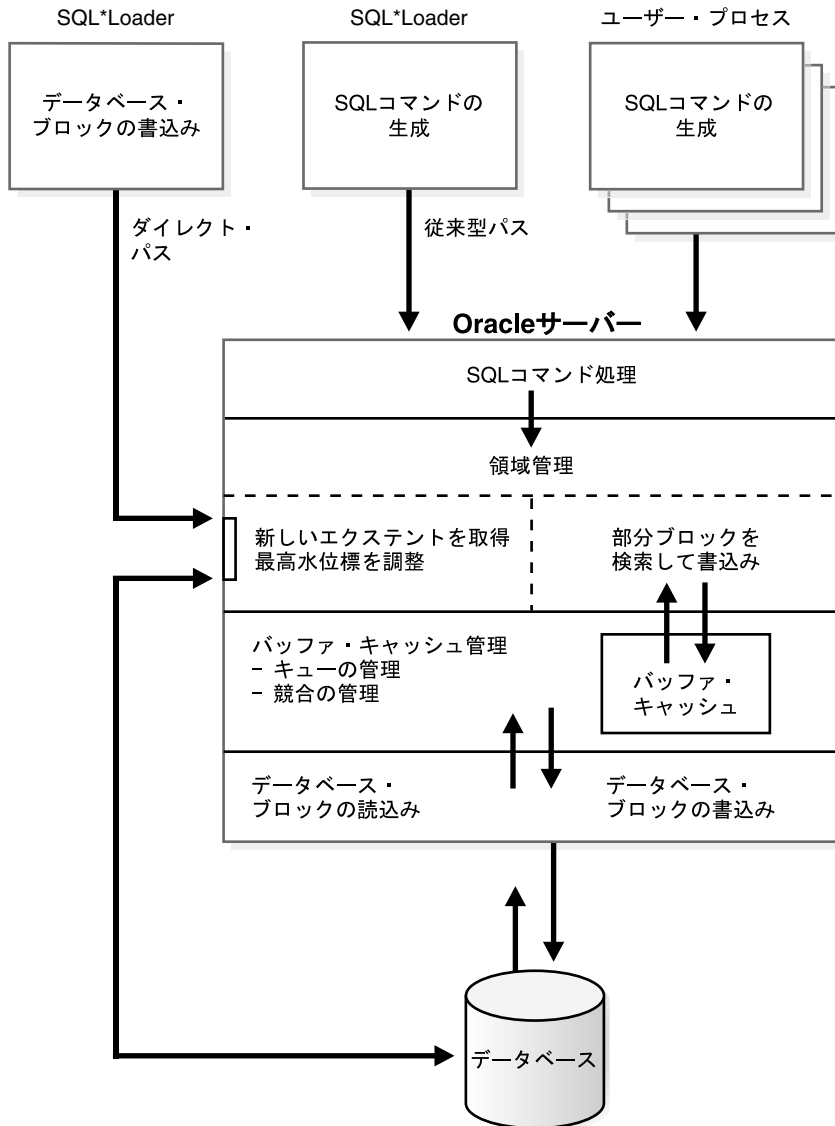 SQL*Loader
SQL*Loader
ユーザー・プロセス
データベース・
ブロックの書込み
SQLコマンドの
生成
SQLコマンドの
生成
ダイレクト・
パス
従来型パス
Oracleサーバー
SQLコマンド処理
領域管理
新しいエクステントを取得
最高水位標を調整
部分ブロックを
検索して書込み
バッファ・キャッシュ管理
– キューの管理
– 競合の管理
バッファ・
キャッシュ
データベース・
ブロックの読込み
データベース・
ブロックの書込み
データベース